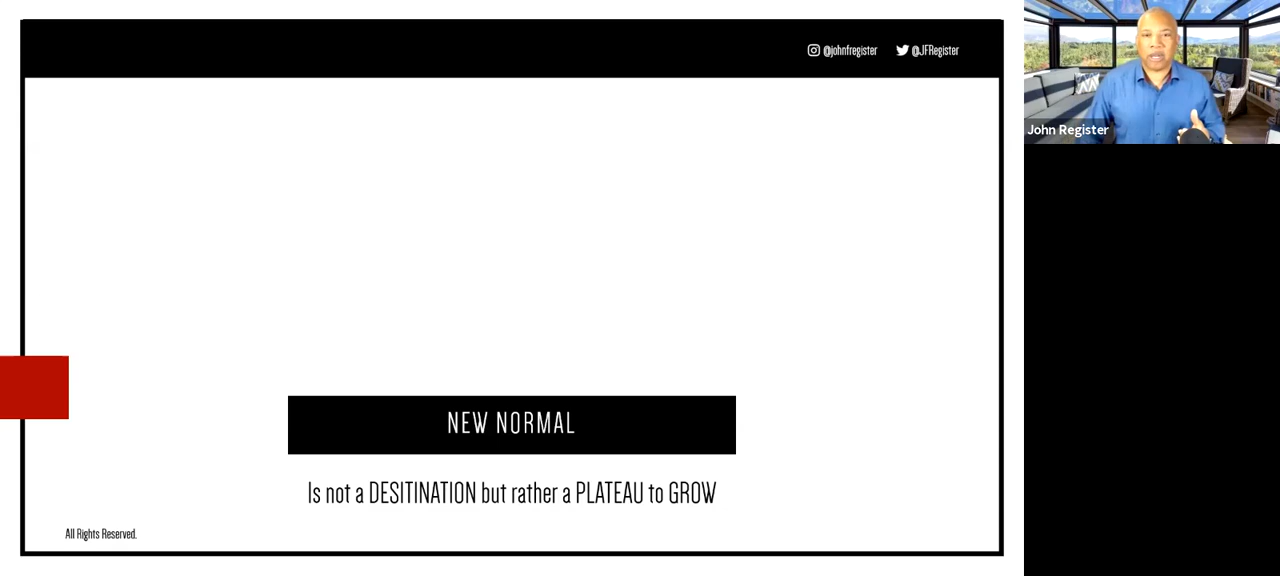 @johnfregister @JFRegister
John Register
NEW NORMAL
Is not a DESITINATION but rather a PLATEAU to GROW
All Rights Reserved.